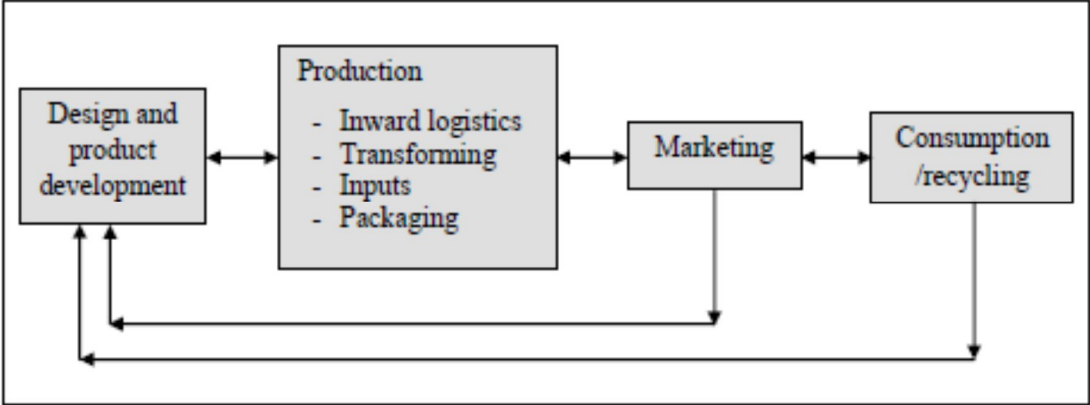 Design and
product
development
Production
- Inward logistics
- Transforming
- Inputs
- Packaging
Marketing
Consumption
/recycling